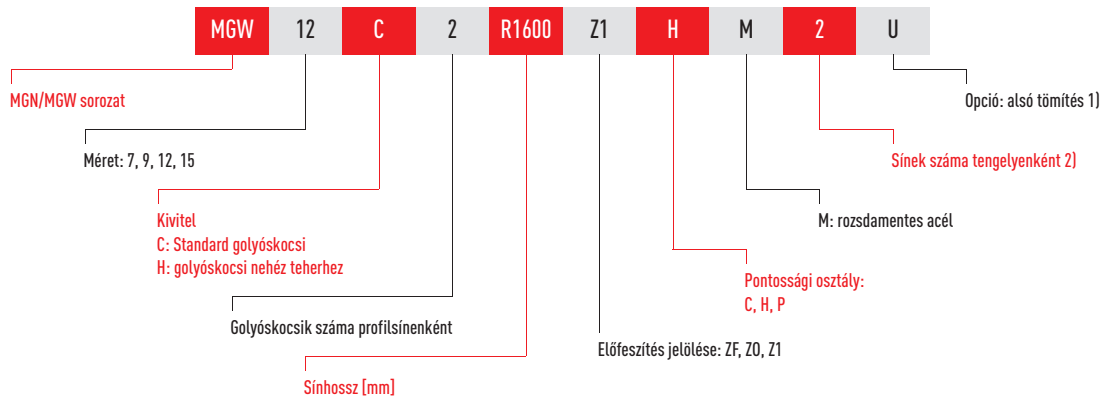 MGW 12 C 2 R1600 Z1 H M 2 U
MGN/MGW sorozat
Opció: alsó tömítés 1)
Méret: 7, 9, 12, 15
Sínek száma tengelyenként 2)
Kivitel
C: Standard golyóskocsi
H: golyóskocsi nehéz teherhez
M: rozsdamentes acél
Pontossági osztály:
C, H, P
Golyóskocsik száma profilsínenként
Előfeszítés jelölése: ZF, Z0, Z1
Sínhossz [mm]